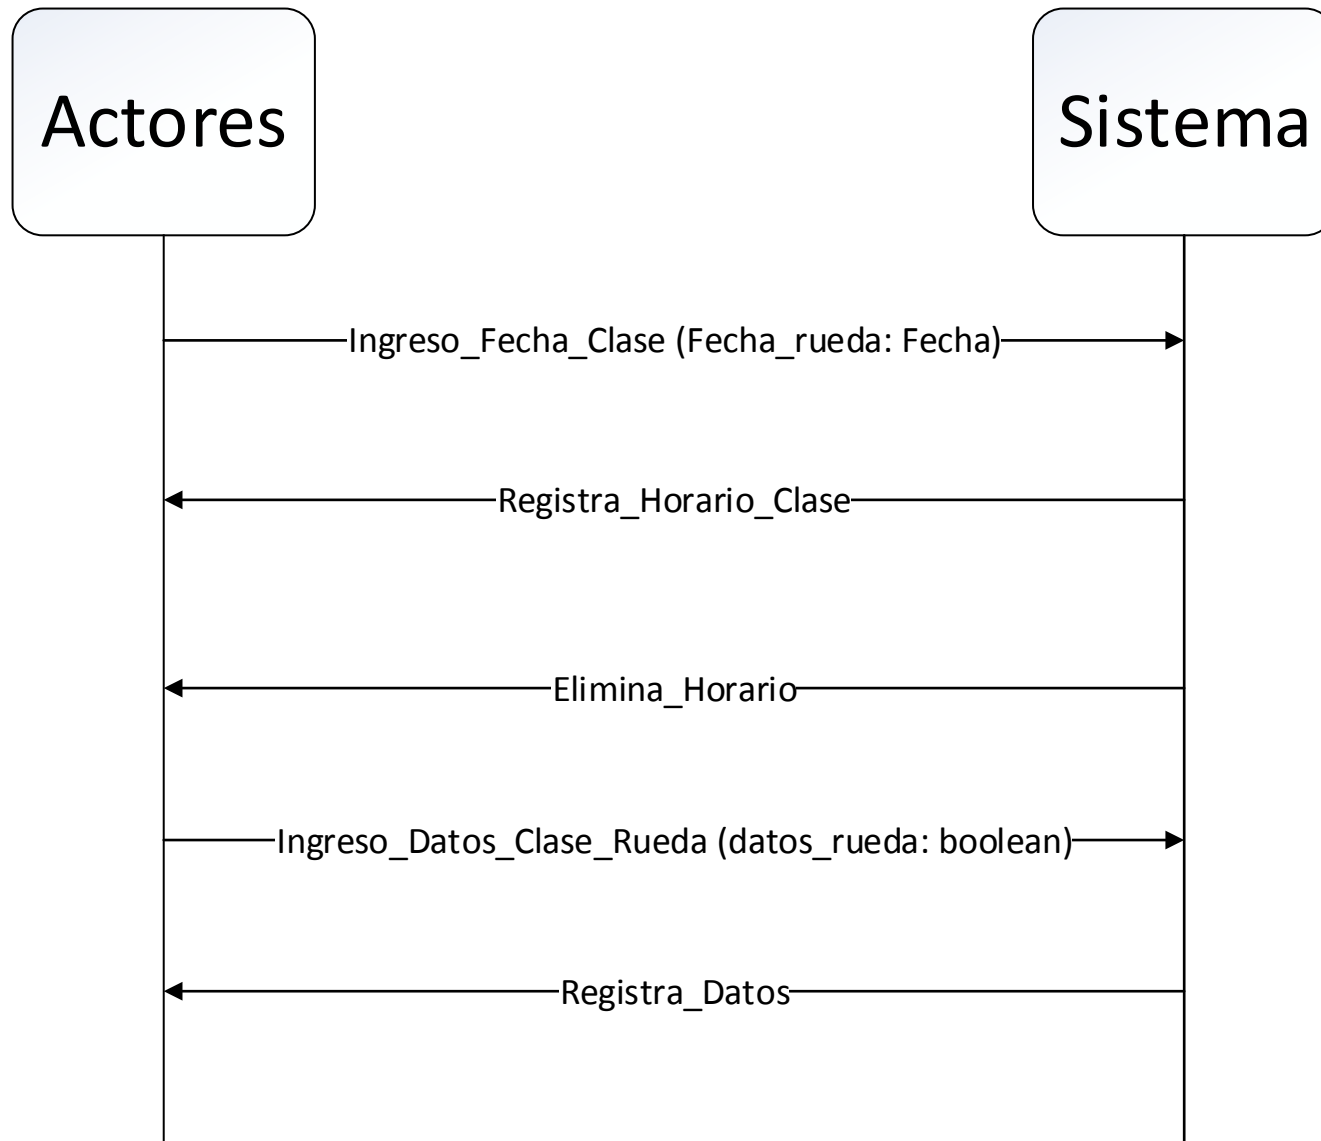 Actores
Sistema
Ingreso_Fecha_Clase (Fecha_rueda: Fecha)
Registra_Horario_Clase
Elimina_Horario
Ingreso_Datos_Clase_Rueda (datos_rueda: boolean)
Registra_Datos